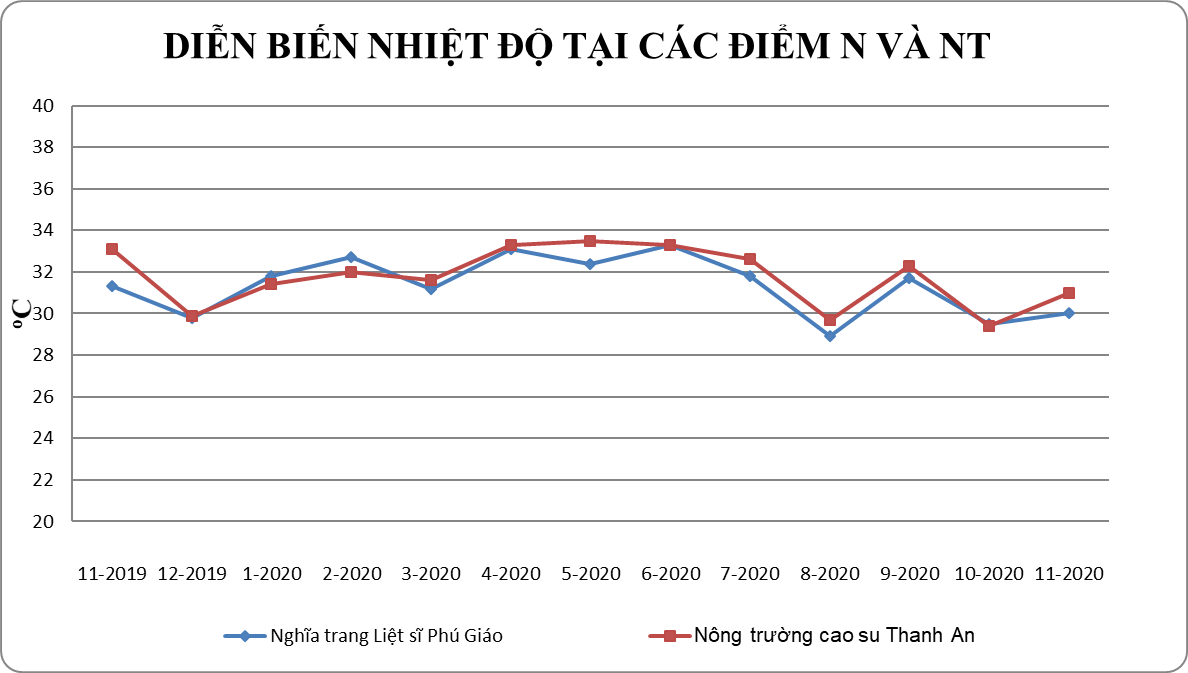 DIỄN BIẾN NHIỆT ĐỘ TẠI CÁC ĐIỂM N VÀ NT
40
38
36
34
32
30
28
26
24
22
20
ºC
11-2019 12-2019 1-2020 2-2020 3-2020 4-2020 5-2020 6-2020 7-2020 8-2020 9-2020 10-2020 11-2020
Nghĩa trang Liệt sĩ Phú Giáo Nông trường cao su Thanh An